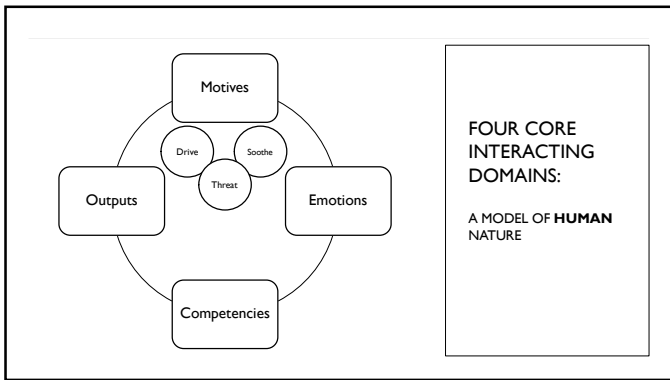 Motives
Drive
Soothe
Threat
Outputs
Emotions
Competencies
FOUR CORE
INTERACTING
DOMAINS:
A MODEL OF HUMAN
NATURE